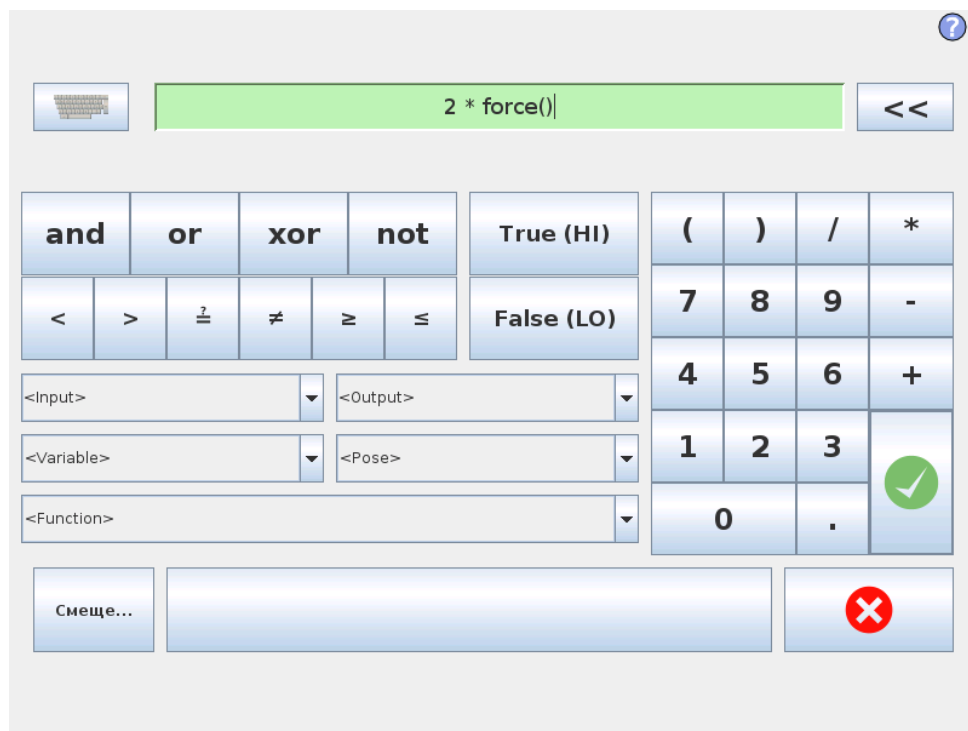 ?
2 * force()
<<
and or xor not True (HI) ( ) / *
< > ≟ ≠ ≥ ≤ False (LO) 7 8 9 -
<Input> <Output> 4 5 6 +
<Variable> <Pose> 1 2 3
<Function> 0 .
Смеще...